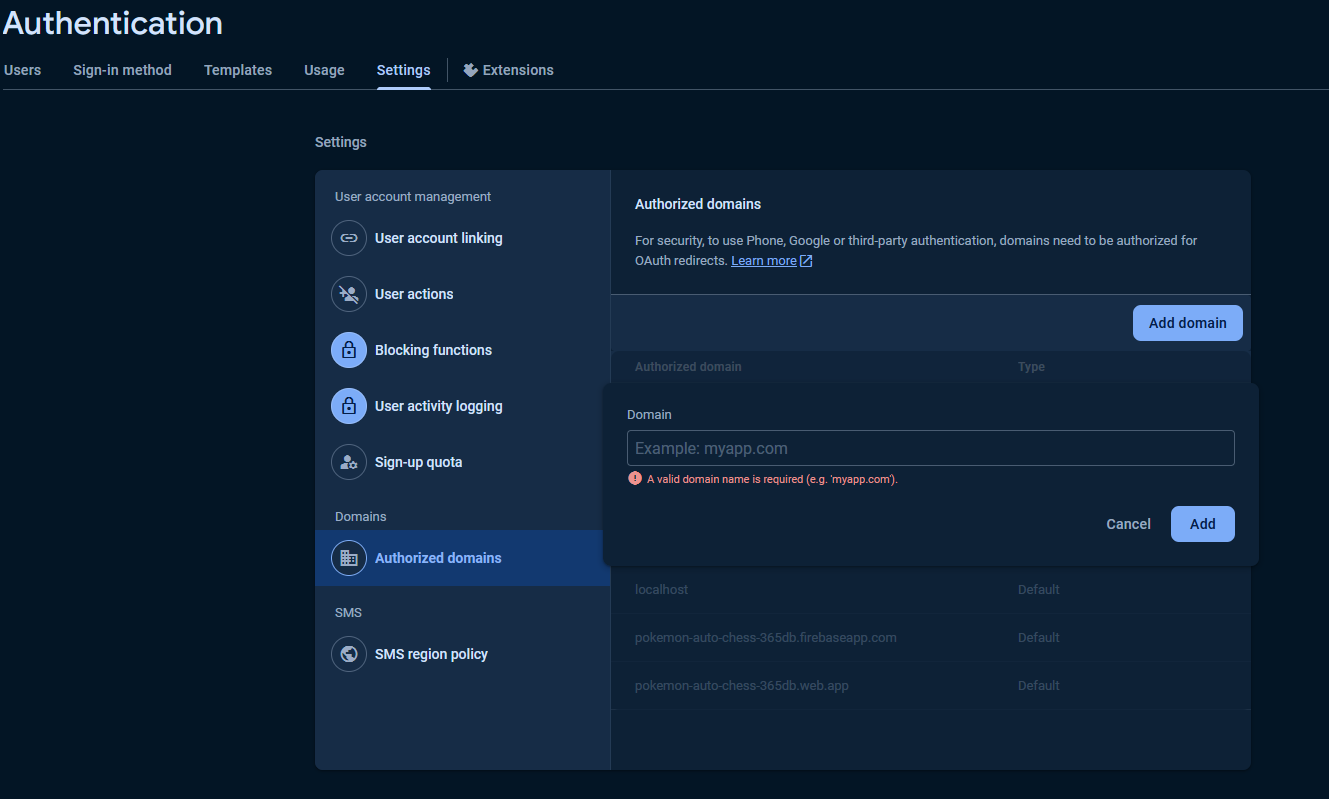 Authentication
Users
Sign-in method
Templates
Usage
Settings
Extensions
Settings
User account management
User account linking
User actions
Blocking functions
User activity logging
Sign-up quota
Domains
Authorized domains
SMS
SMS region policy
Authorized domains
For security, to use Phone, Google or third-party authentication, domains need to be authorized for
OAuth redirects. Learn more
Add domain
Authorized domain
Type
Domain
Example: myapp.com
A valid domain name is required (e.g. 'myapp.com').
Cancel
Add
localhost
Default
pokemon-auto-chess-365db.firebaseapp.com
Default
pokemon-auto-chess-365db.web.app
Default